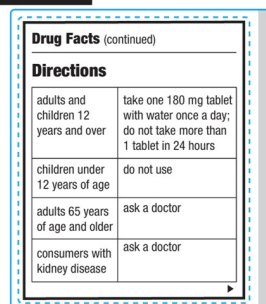 Drug Facts (continued)
Directions
adults and
children 12
years and over
take one 180 mg tablet
with water once a day;
do not take more than
1 tablet in 24 hours
children under
12 years of age
do not use
adults 65 years
of age and older
ask a doctor
consumers with
kidney disease
ask a doctor